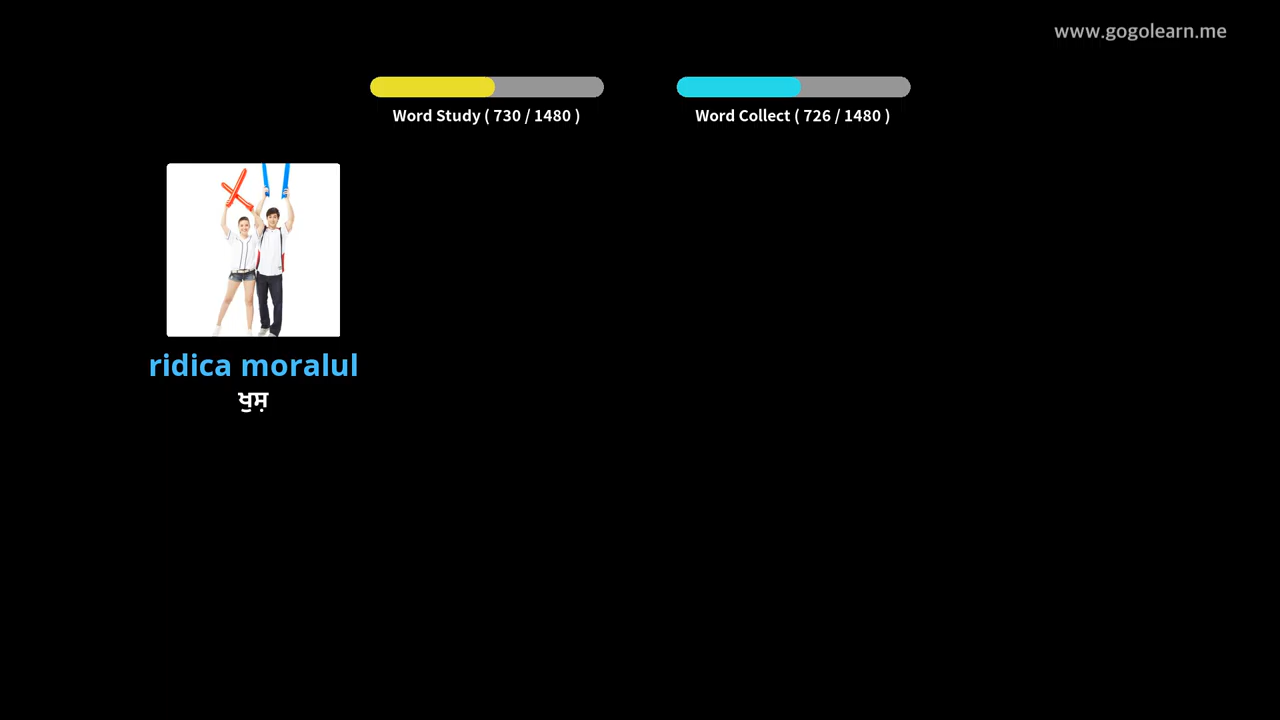 www.gogolearn.me
Word Study ( 730 / 1480 )
Word Collect ( 726 / 1480 )
ridica moralul
ਖੁਸ਼